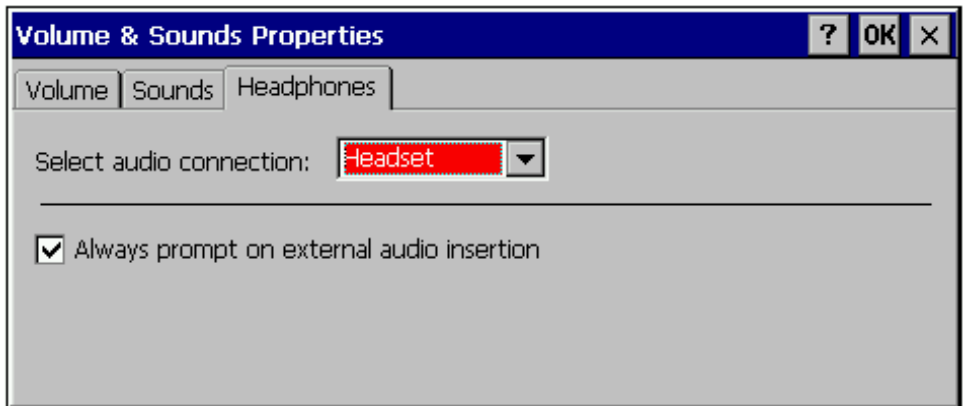 Volume & Sounds Properties ? OK ×
Volume Sounds Headphones
Select audio connection: Headset
Always prompt on external audio insertion